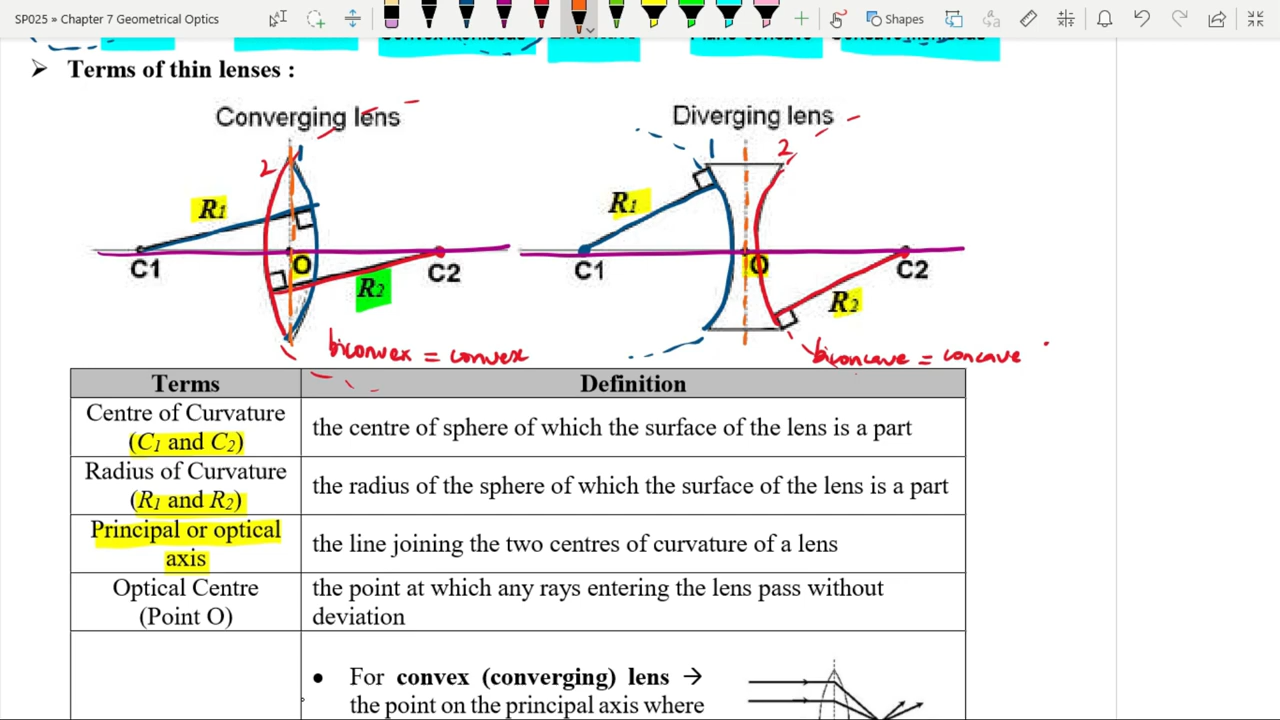 SP025 » Chapter 7 Geometrical Optics
Shapes
➢ Terms of thin lenses :
Converging lens
Diverging lens
2 1
1 2
R1
R1
O
C1
C2
R2
O
C1
C2
R2
biconvex = convex
biconcave = concave
Terms Definition
Centre of Curvature
(C1 and C2)
the centre of sphere of which the surface of the lens is a part
Radius of Curvature
(R1 and R2)
the radius of the sphere of which the surface of the lens is a part
Principal or optical
axis
the line joining the two centres of curvature of a lens
Optical Centre
(Point O)
the point at which any rays entering the lens pass without
deviation
• For convex (converging) lens →
the point on the principal axis where